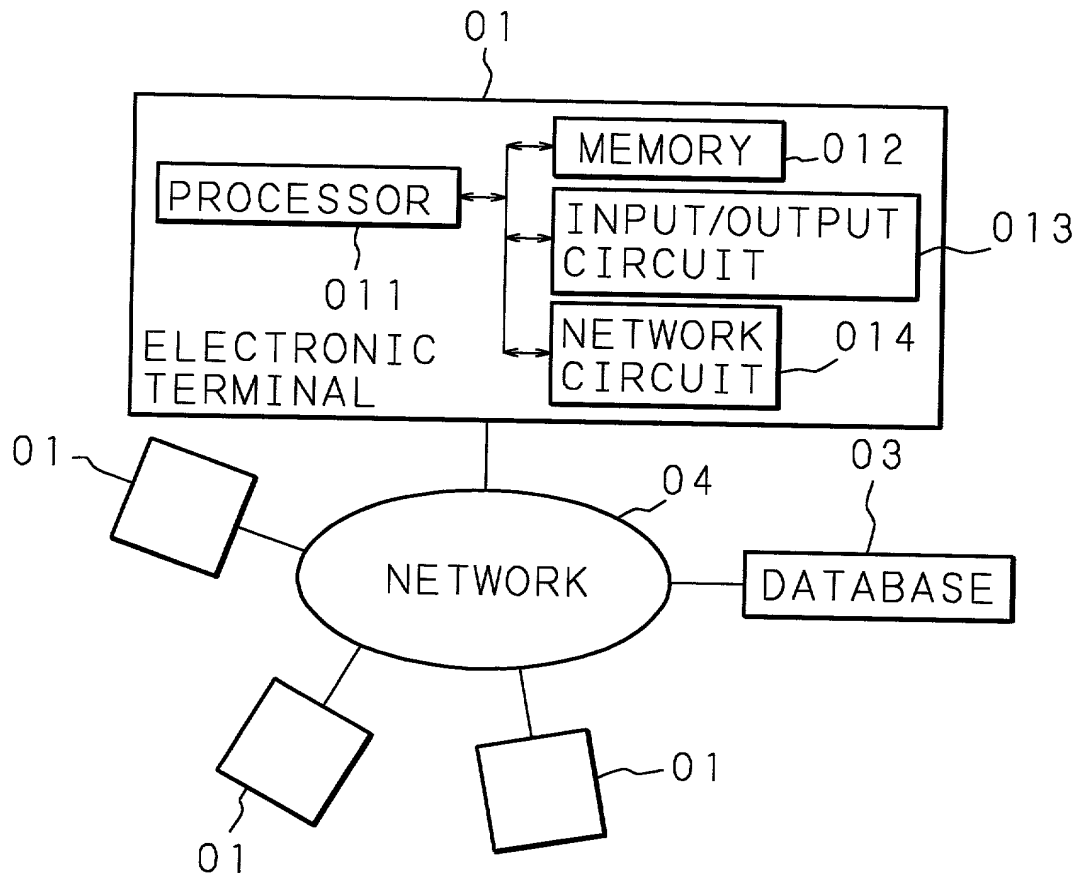 01
MEMORY
012
PROCESSOR
INPUT/OUTPUT
CIRCUIT
013
011
NETWORK
CIRCUIT
014
ELECTRONIC
TERMINAL
01
04
03
NETWORK
DATABASE
01
01